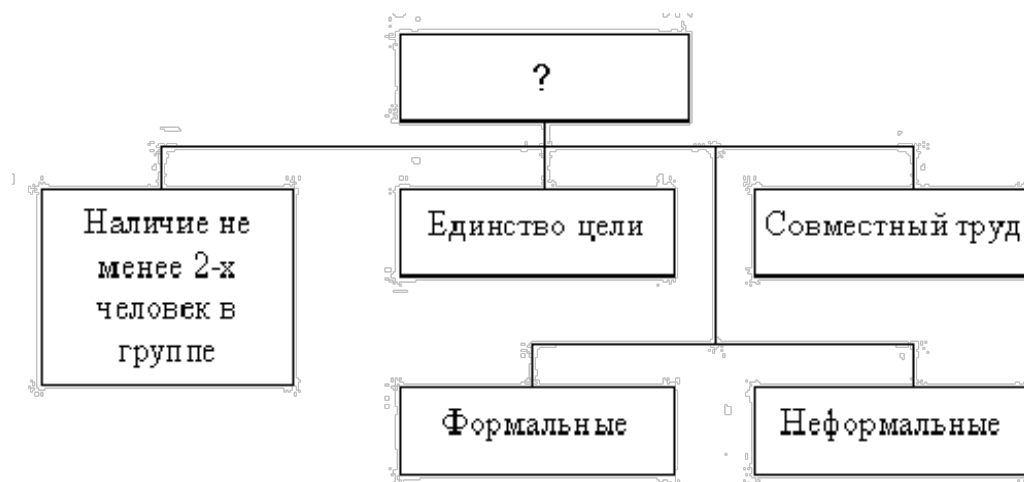 ?
Наличие не
менее 2-х
человек в
группе
Единство цели
Совместный труд
Формальные
Неформальные